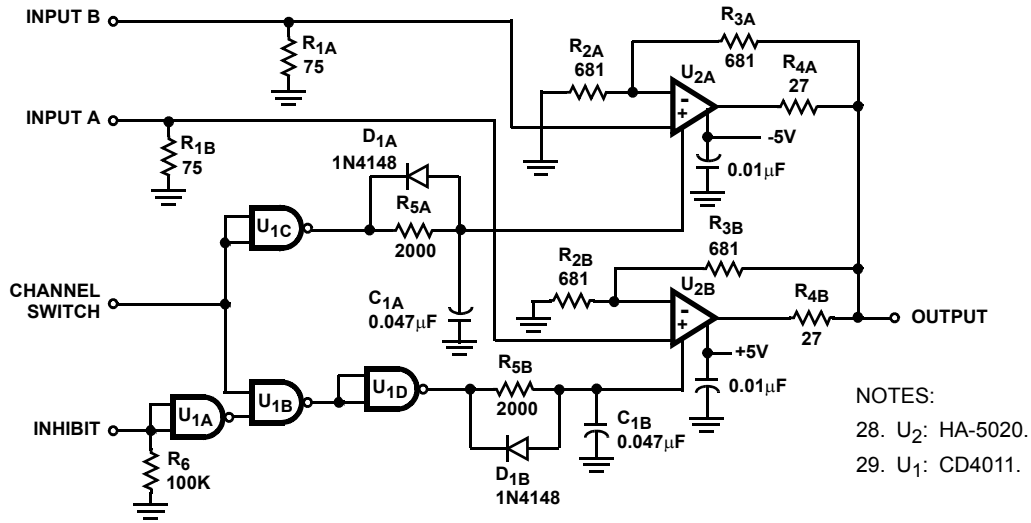 INPUT B
R1A
75
INPUT A
R1B
75
D1A
1N4148
R5A
2000
U1C
C1A
0.047µF
CHANNEL
SWITCH
U1A
U1B
U1D
INHIBIT
R6
100K
R5B
2000
D1B
1N4148
C1B
0.047µF
R2A
681
R3A
681
U2A
-
+
R4A
27
-5V
0.01µF
R2B
681
R3B
681
U2B
-
+
R4B
27
+5V
0.01µF
OUTPUT
NOTES:
28. U2: HA-5020.
29. U1: CD4011.